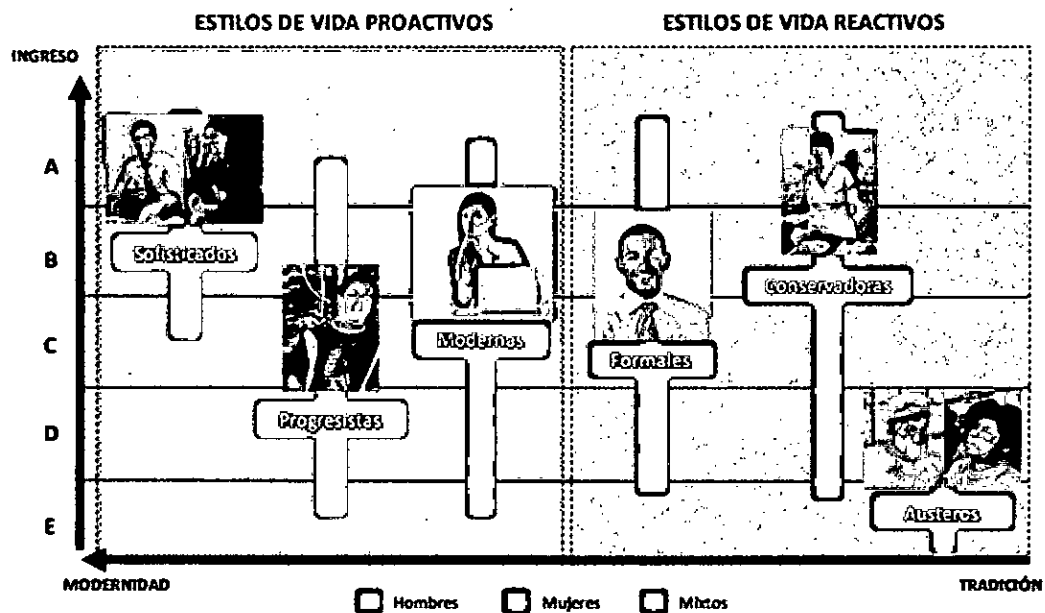 ESTILOS DE VIDA PROACTIVOS
ESTILOS DE VIDA REACTIVOS
INGRESO
A
B
C
D
E
Sofisticados
Progresistas
Modernas
Formales
Conservadoras
Austeros
MODERNIDAD
TRADICIÓN
Hombres
Mujeres
Mixtos